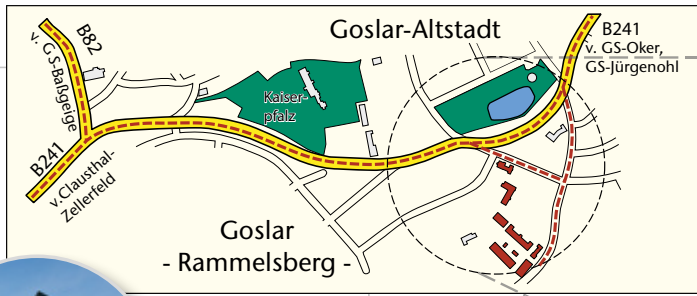 Goslar-Altstadt
B82
v. GS-Baßgeige
B241
v. GS-Oker,
GS-Jürgenohl
Kaiser-
pfalz
B241
v.Clausthal-
Zellerfeld
Goslar
- Rammelsberg -